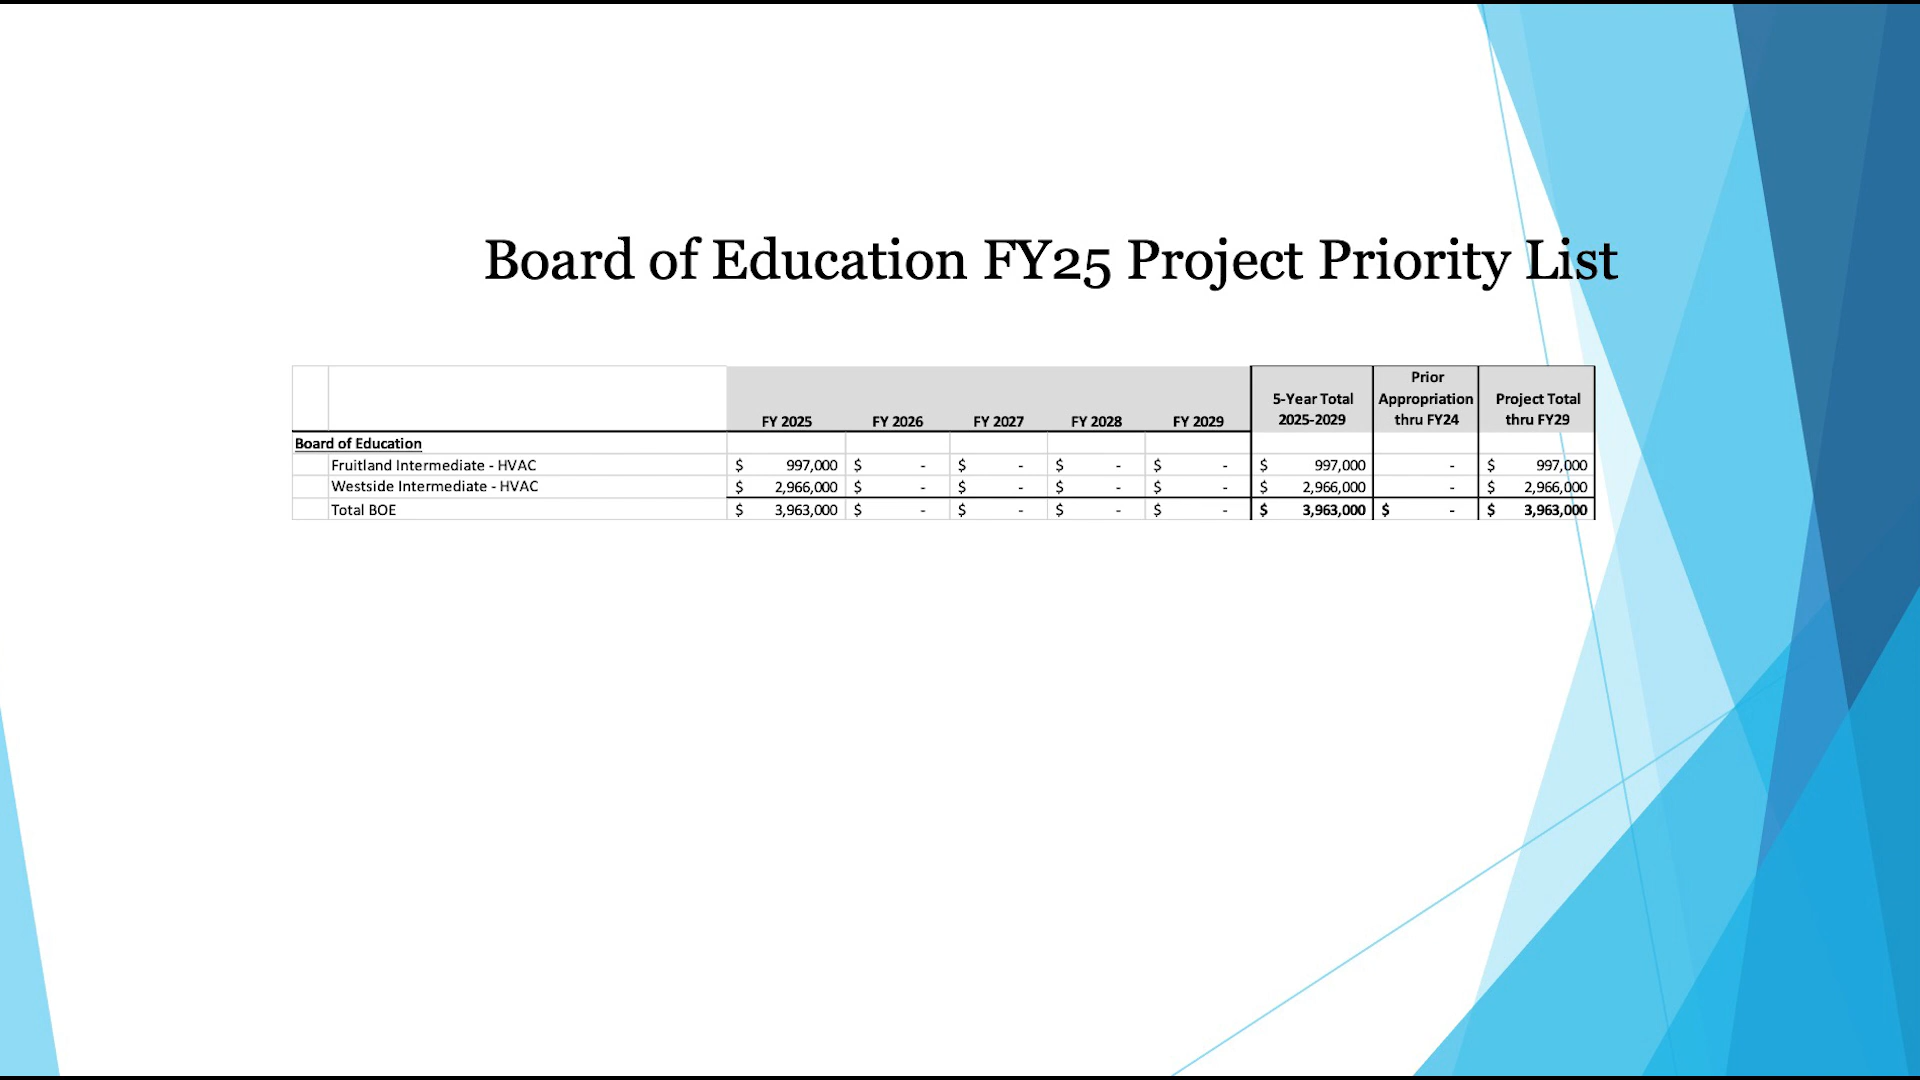 Board of Education FY25 Project Priority List
FY 2025 FY 2026 FY 2027 FY 2028 FY 2029 5-Year Total 2025-2029 Prior Appropriation thru FY24 Project Total thru FY29
Board of Education
Fruitland Intermediate - HVAC $ 997,000 $ - $ - $ - $ - $ 997,000 - $ 997,000
Westside Intermediate - HVAC $ 2,966,000 $ - $ - $ - $ - $ 2,966,000 - $ 2,966,000
Total BOE $ 3,963,000 $ - $ - $ - $ - $ 3,963,000 $ - $ 3,963,000